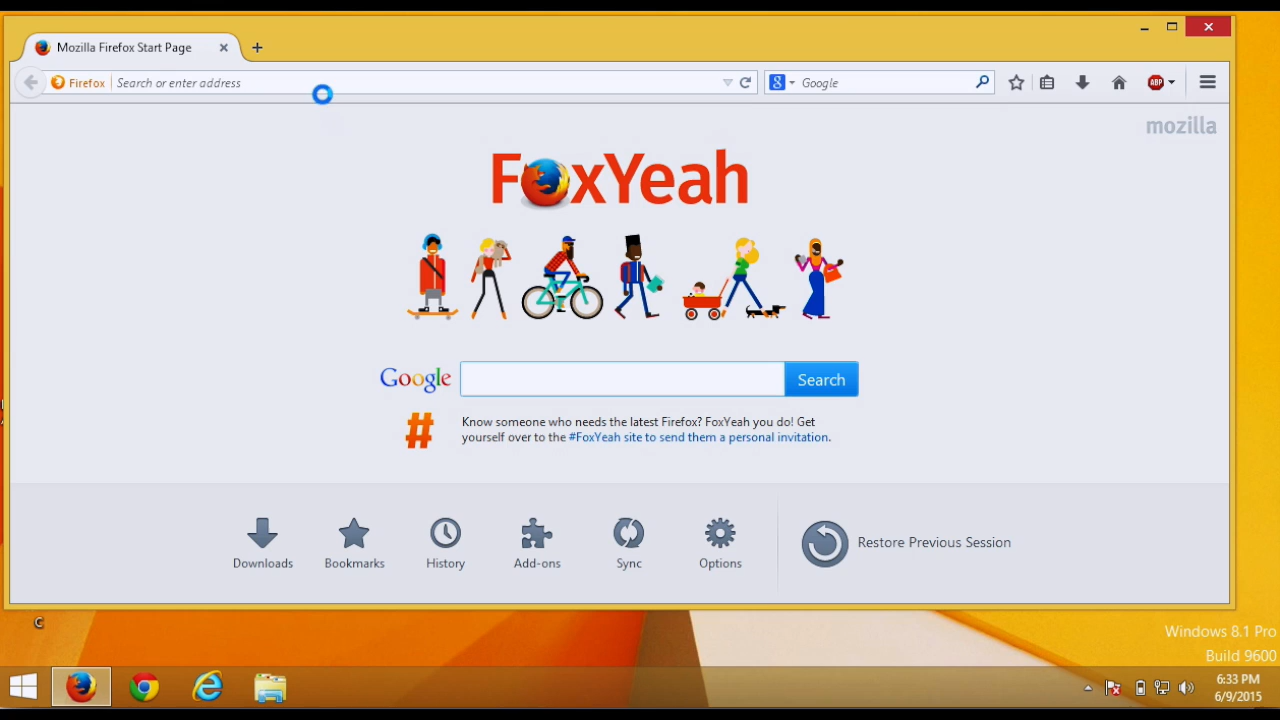 Mozilla Firefox Start Page
Firefox Search or enter address
Google
ABP
mozilla
FoxYeah
Google
Search
# Know someone who needs the latest Firefox? FoxYeah you do! Get
yourself over to the #FoxYeah site to send them a personal invitation.
Downloads
Bookmarks
History
Add-ons
Sync
Options
Restore Previous Session
C
Windows 8.1 Pro
Build 9600
6:33 PM
6/9/2015